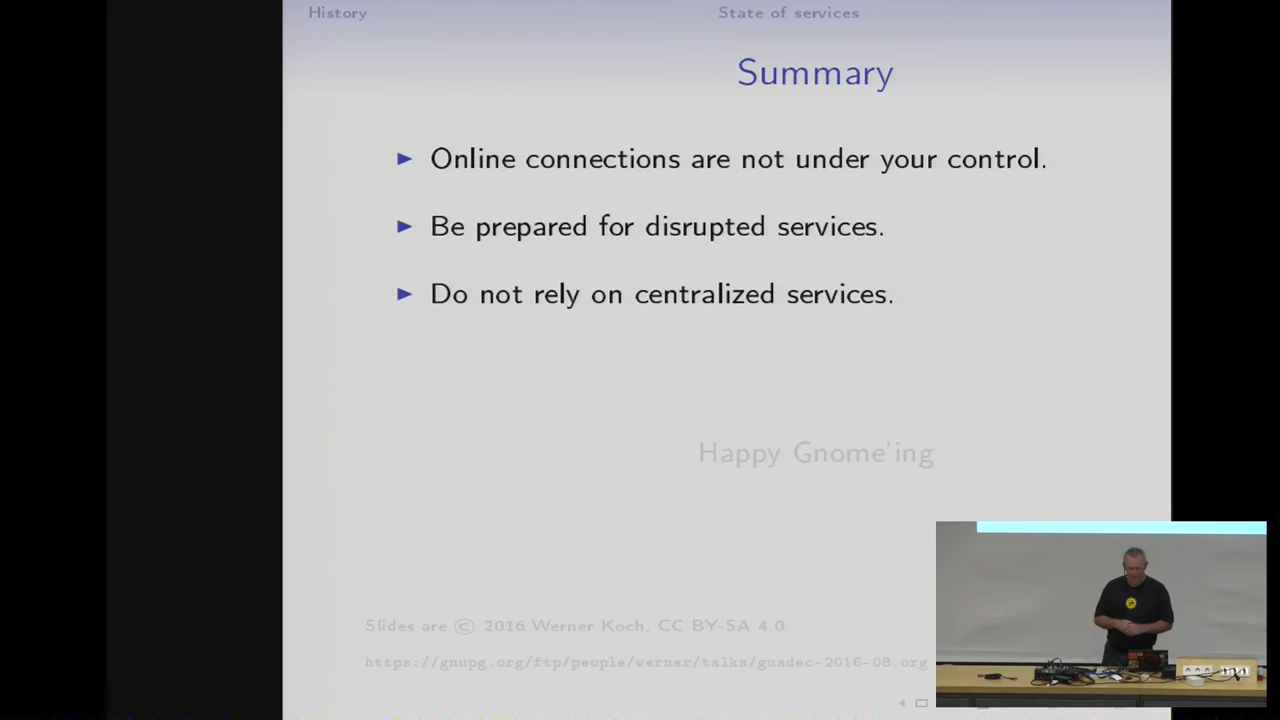 History
State of services
Summary
Online connections are not under your control.
Be prepared for disrupted services.
Do not rely on centralized services.
Happy Gnome'ing
Slides are © 2016 Werner Koch, CC BY-SA 4.0.
https://gnupg.org/ftp/people/werner/talks/guadec-2016-08.org